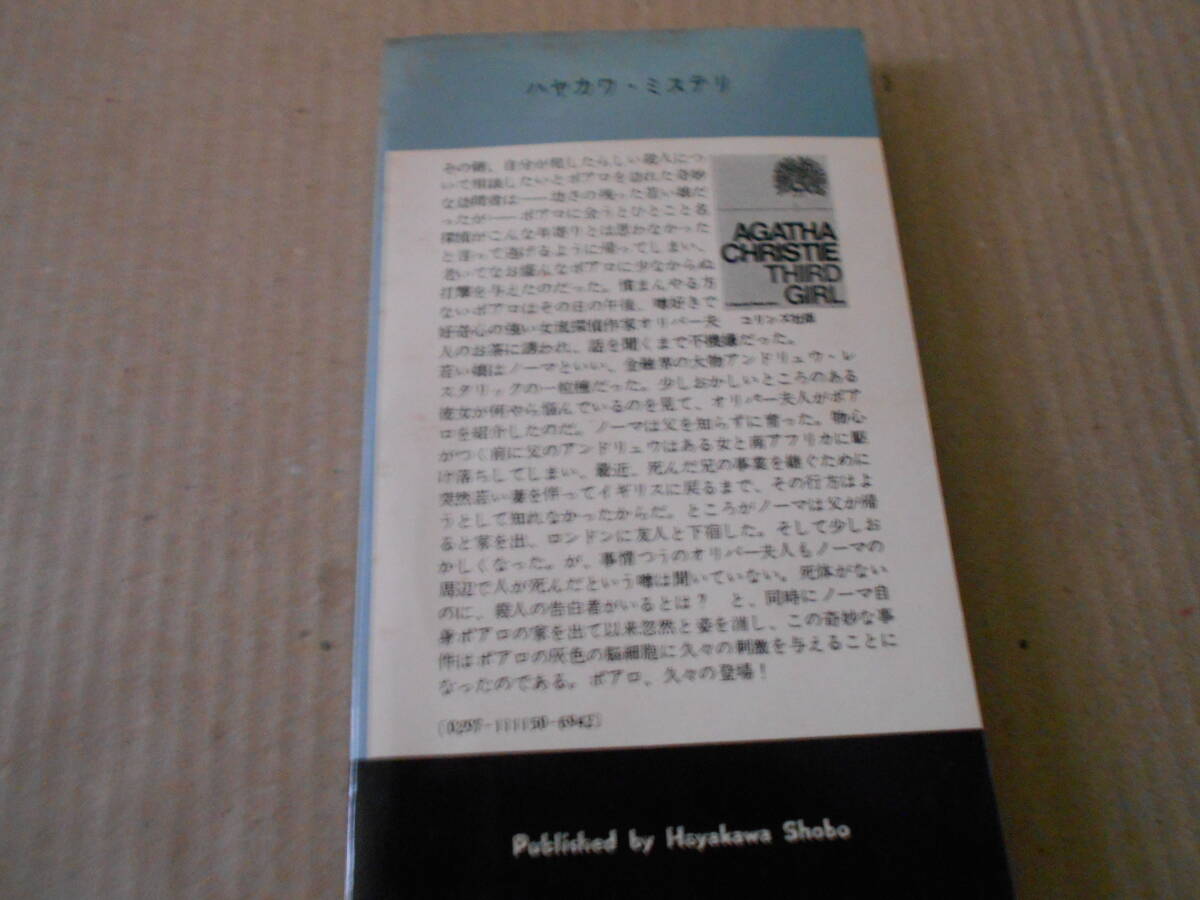 ハヤカワ・ミステリ
その朝、自分が犯したらしい殺人につ
いて相談したいとポアロを訪れた奇妙
な訪問者は――幼さの残った若い娘だ
ったが――ポアロに会うとひとこと名
探偵がこんな年寄りとは思わなかった
と言って逃げるように帰ってしまい、
老いてなお盛んなポアロに少なからぬ
打撃を与えたのだった。憤まんやる方
ないポアロはその日の午後、噂好きで
好奇心の強い女流探偵作家オリバー夫
人のお茶に誘われ、話を聞くまで不機嫌だった。
若い娘はノーマといい、金融界の大物アンドリュウ・レ
スタリックの一粒種だった。少しおかしいところのある
彼女が何やら悩んでいるのを見て、オリバー夫人がポア
ロを紹介したのだ。ノーマは父を知らずに育った。物心
がつく前に父のアンドリュウはある女と南アフリカに駆
け落ちしてしまい、最近、死んだ兄の事業を継ぐために
突然若い妻を伴ってイギリスに戻るまで、その行方はよ
うとして知れなかったからだ。ところがノーマは父が帰
ると家を出、ロンドンに友人と下宿した。そして少しお
かしくなった。が、事情つうのオリバー夫人もノーマの
周辺で人が死んだという噂は聞いていない。死体がない
のに、殺人の告白者がいるとは？ と、同時にノーマ自
身ポアロの家を出て以来忽然と姿を消し、この奇妙な事
件はポアロの灰色の脳細胞に久々の刺激を与えることに
なったのである。ポアロ、久々の登場！
AGATHA
CHRISTIE
THIRD
GIRL
コリンズ社版
〔0297-111150-6942〕
Published by Hayakawa Shobo